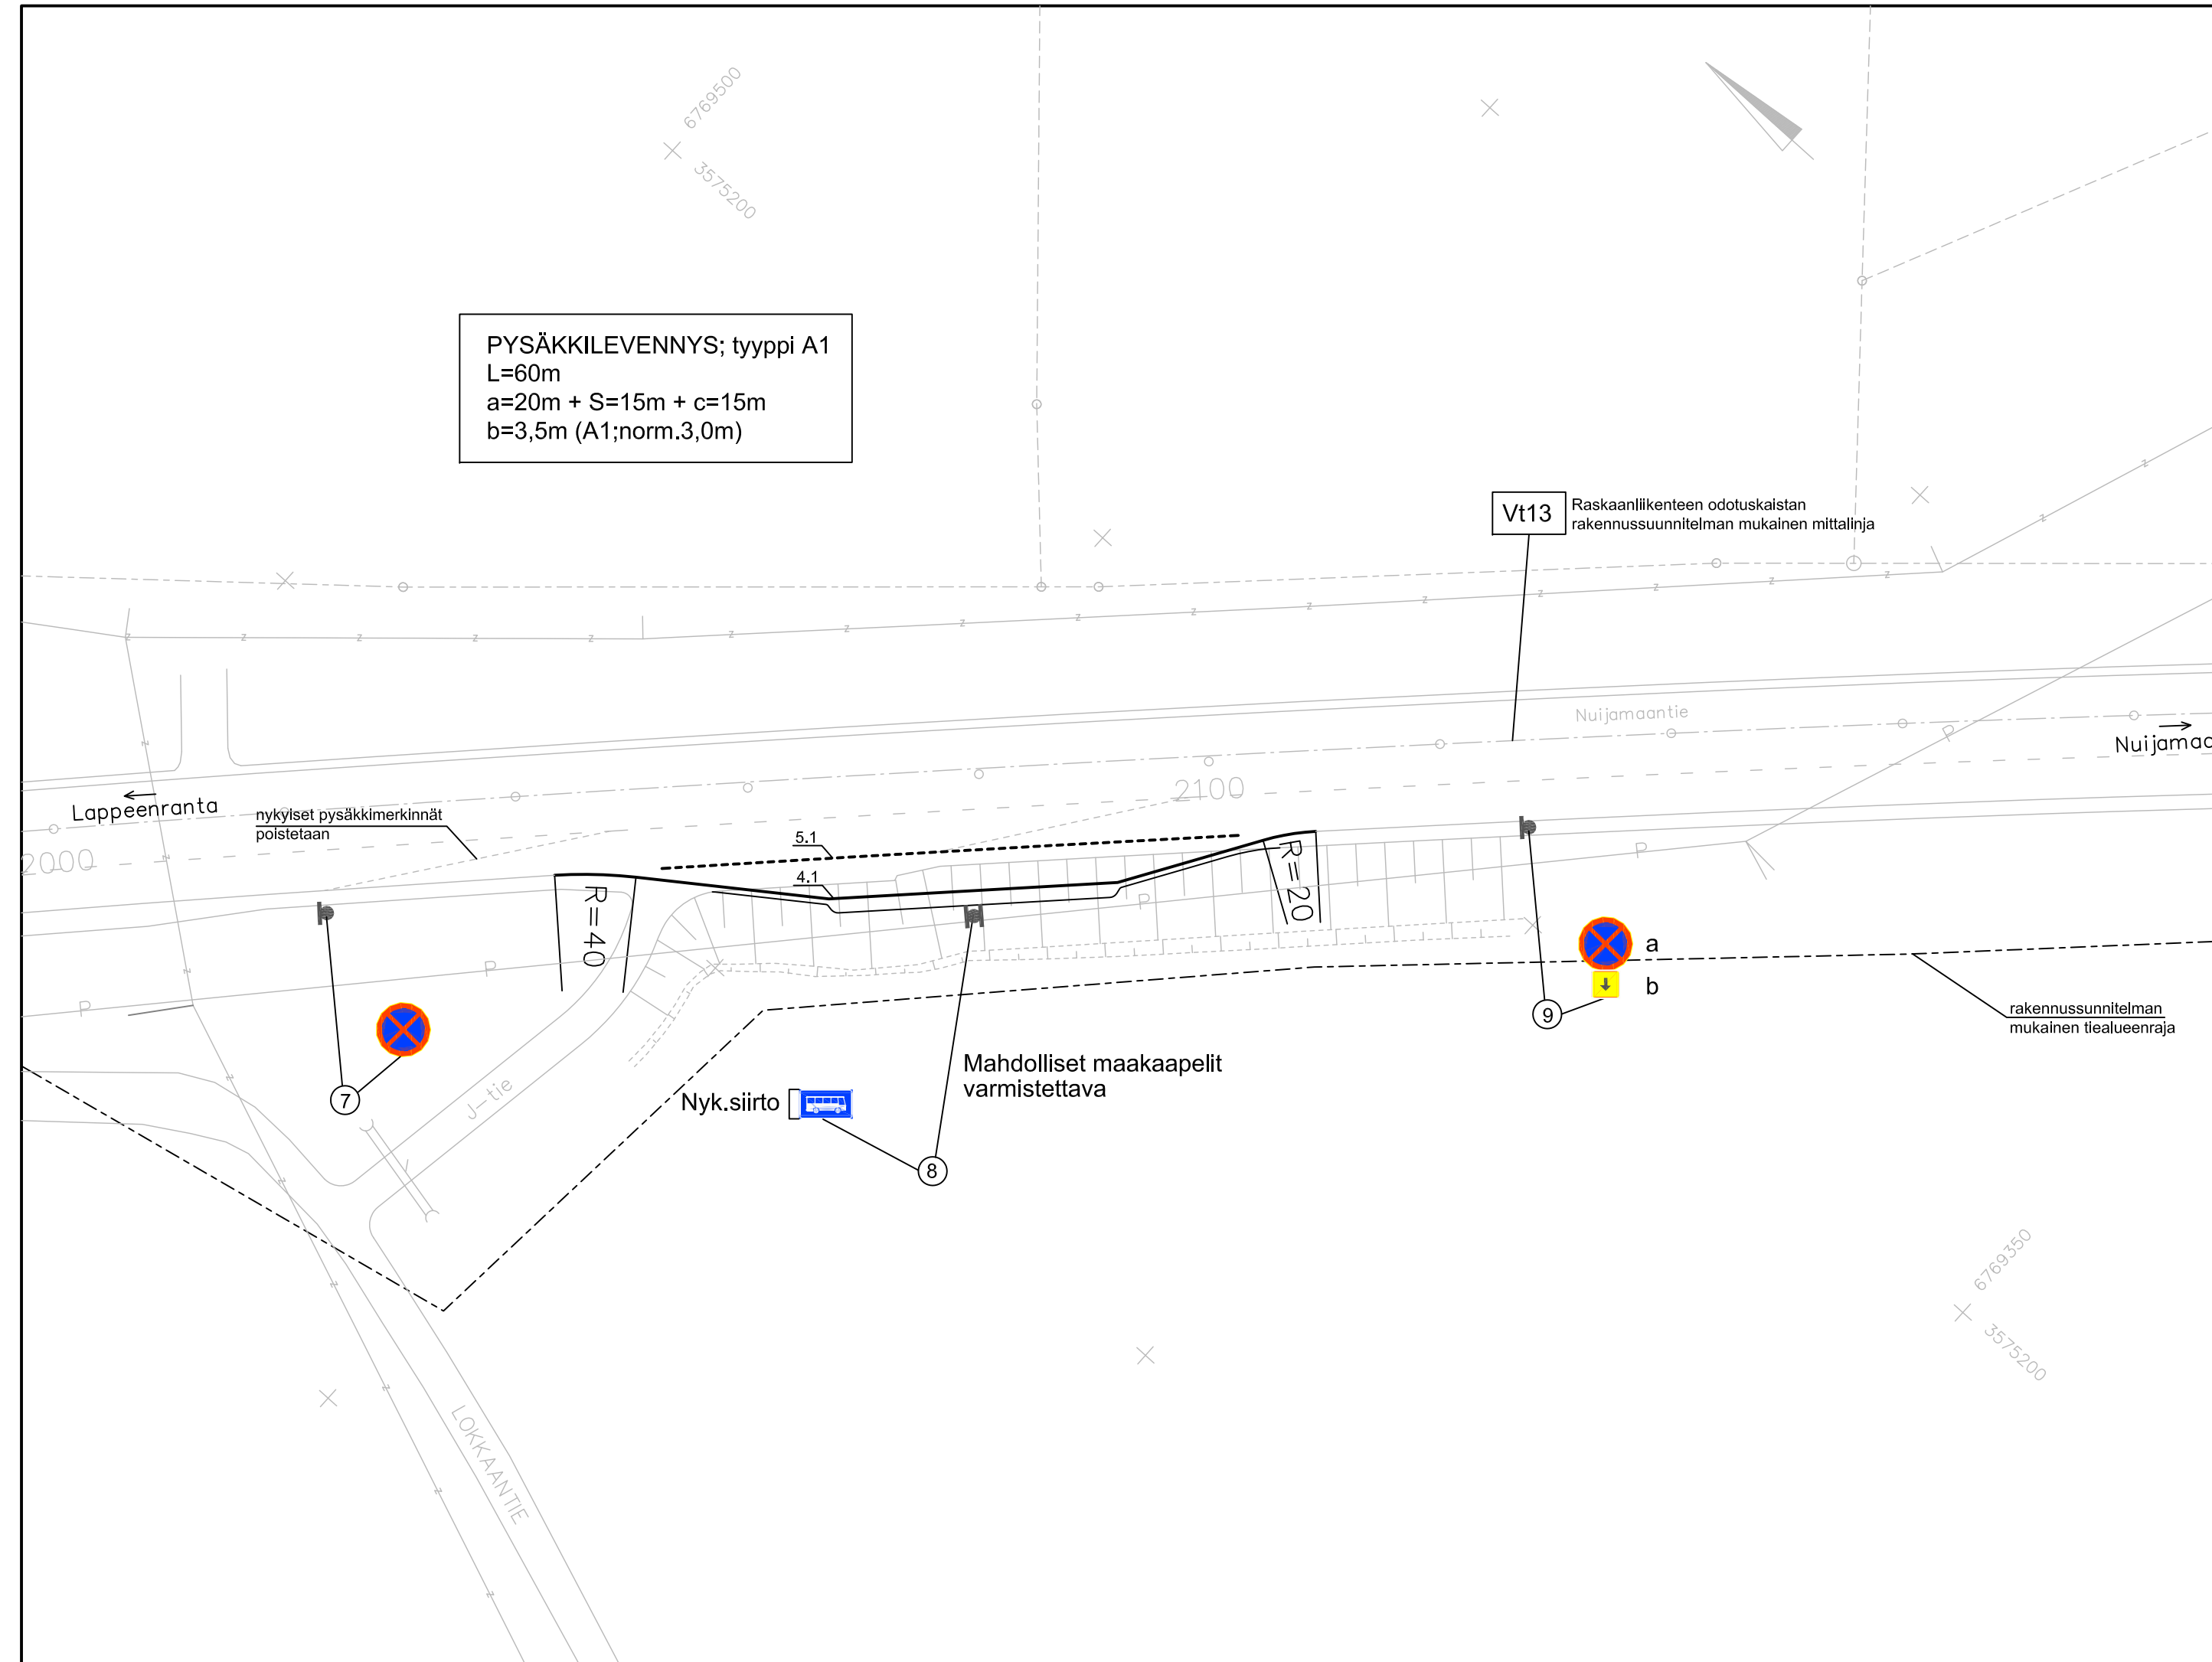 6769500
3575200
PYSÄKKILEVENNYS; tyyppi A1
L=60m
a=20m + S=15m + c=15m
b=3,5m (A1;norm.3,0m)
Vt13
Raskaanliikenteen odotuskaistan
rakennussuunnitelman mukainen mittalinja
Nuijamaantie
Nuijamaa
Lappeenranta
nykyiset pysäkkimerkinnät
poistetaan
2000
2100
5.1
4.1
R=40
R=20
P
P
P
P
P
a
b
9
rakennussunnitelman
mukainen tiealueenraja
7
J-tie
Nyk.siirto
Mahdolliset maakaapelit
varmistettava
8
6769350
3575200
LOKKAANTIE